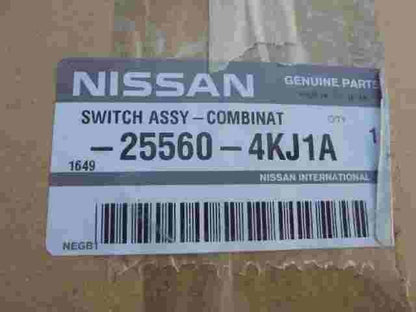 NISSAN GENUINE PARTS
SWITCH ASSY-COMBINAT QTY
-25560-4KJ1A 1
1649
NISSAN INTERNATIONAL
NEGB1